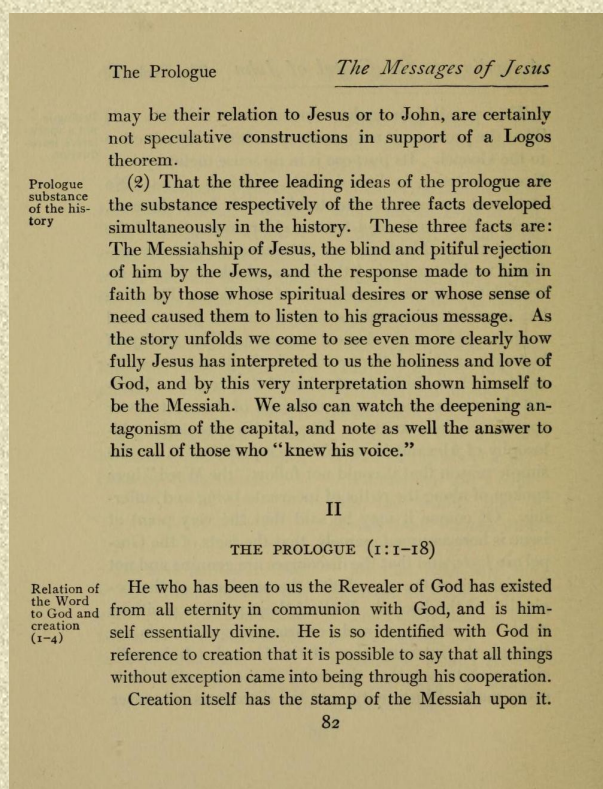 The Prologue The Messages of Jesus
may be their relation to Jesus or to John, are certainly
not speculative constructions in support of a Logos
theorem.
Prologue
substance
of the his-
tory
(2) That the three leading ideas of the prologue are
the substance respectively of the three facts developed
simultaneously in the history. These three facts are:
The Messiahship of Jesus, the blind and pitiful rejection
of him by the Jews, and the response made to him in
faith by those whose spiritual desires or whose sense of
need caused them to listen to his gracious message. As
the story unfolds we come to see even more clearly how
fully Jesus has interpreted to us the holiness and love of
God, and by this very interpretation shown himself to
be the Messiah. We also can watch the deepening an-
tagonism of the capital, and note as well the answer to
his call of those who “knew his voice.”
II
THE PROLOGUE (1:1–18)
Relation of
the Word
to God and
creation
(1–4)
He who has been to us the Revealer of God has existed
from all eternity in communion with God, and is him-
self essentially divine. He is so identified with God in
reference to creation that it is possible to say that all things
without exception came into being through his cooperation.
Creation itself has the stamp of the Messiah upon it.
82